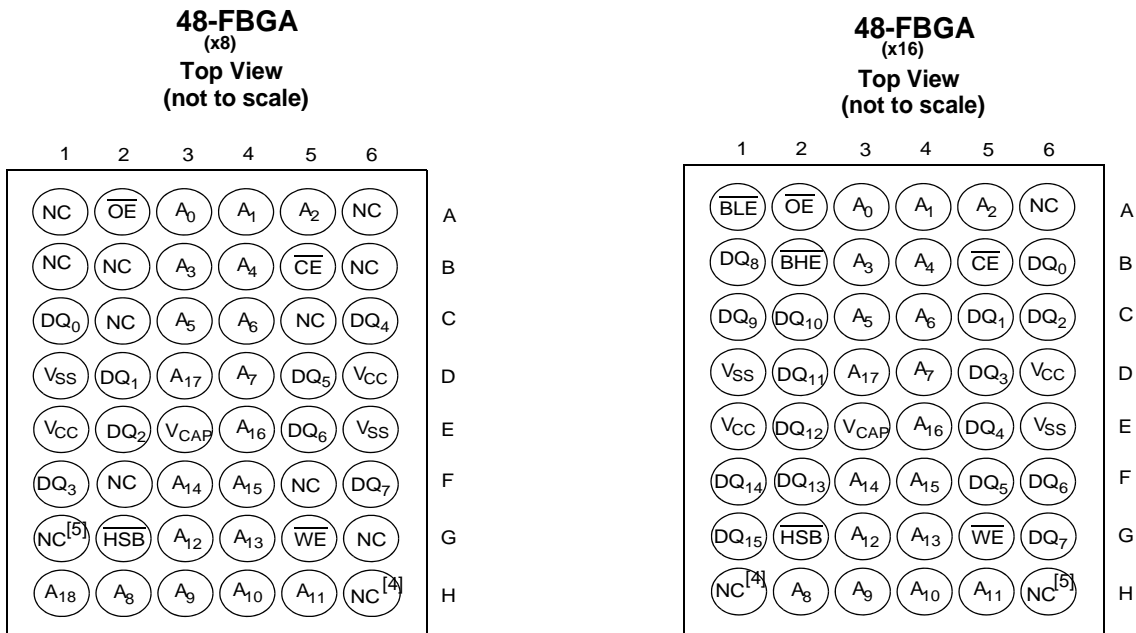 48-FBGA
(x8)
Top View
(not to scale)
1 2 3 4 5 6
NC OE A0 A1 A2 NC A
NC NC A3 A4 CE NC B
DQ0 NC A5 A6 NC DQ4 C
VSS DQ1 A17 A7 DQ5 VCC D
VCC DQ2 VCAP A16 DQ6 VSS E
DQ3 NC A14 A15 NC DQ7 F
NC[5] HSB A12 A13 WE NC G
A18 A8 A9 A10 A11 NC[4] H
48-FBGA
(x16)
Top View
(not to scale)
1 2 3 4 5 6
BLE OE A0 A1 A2 NC A
DQ8 BHE A3 A4 CE DQ0 B
DQ9 DQ10 A5 A6 DQ1 DQ2 C
VSS DQ11 A17 A7 DQ3 VCC D
VCC DQ12 VCAP A16 DQ4 VSS E
DQ14 DQ13 A14 A15 DQ5 DQ6 F
DQ15 HSB A12 A13 WE DQ7 G
NC[4] A8 A9 A10 A11 NC[5] H